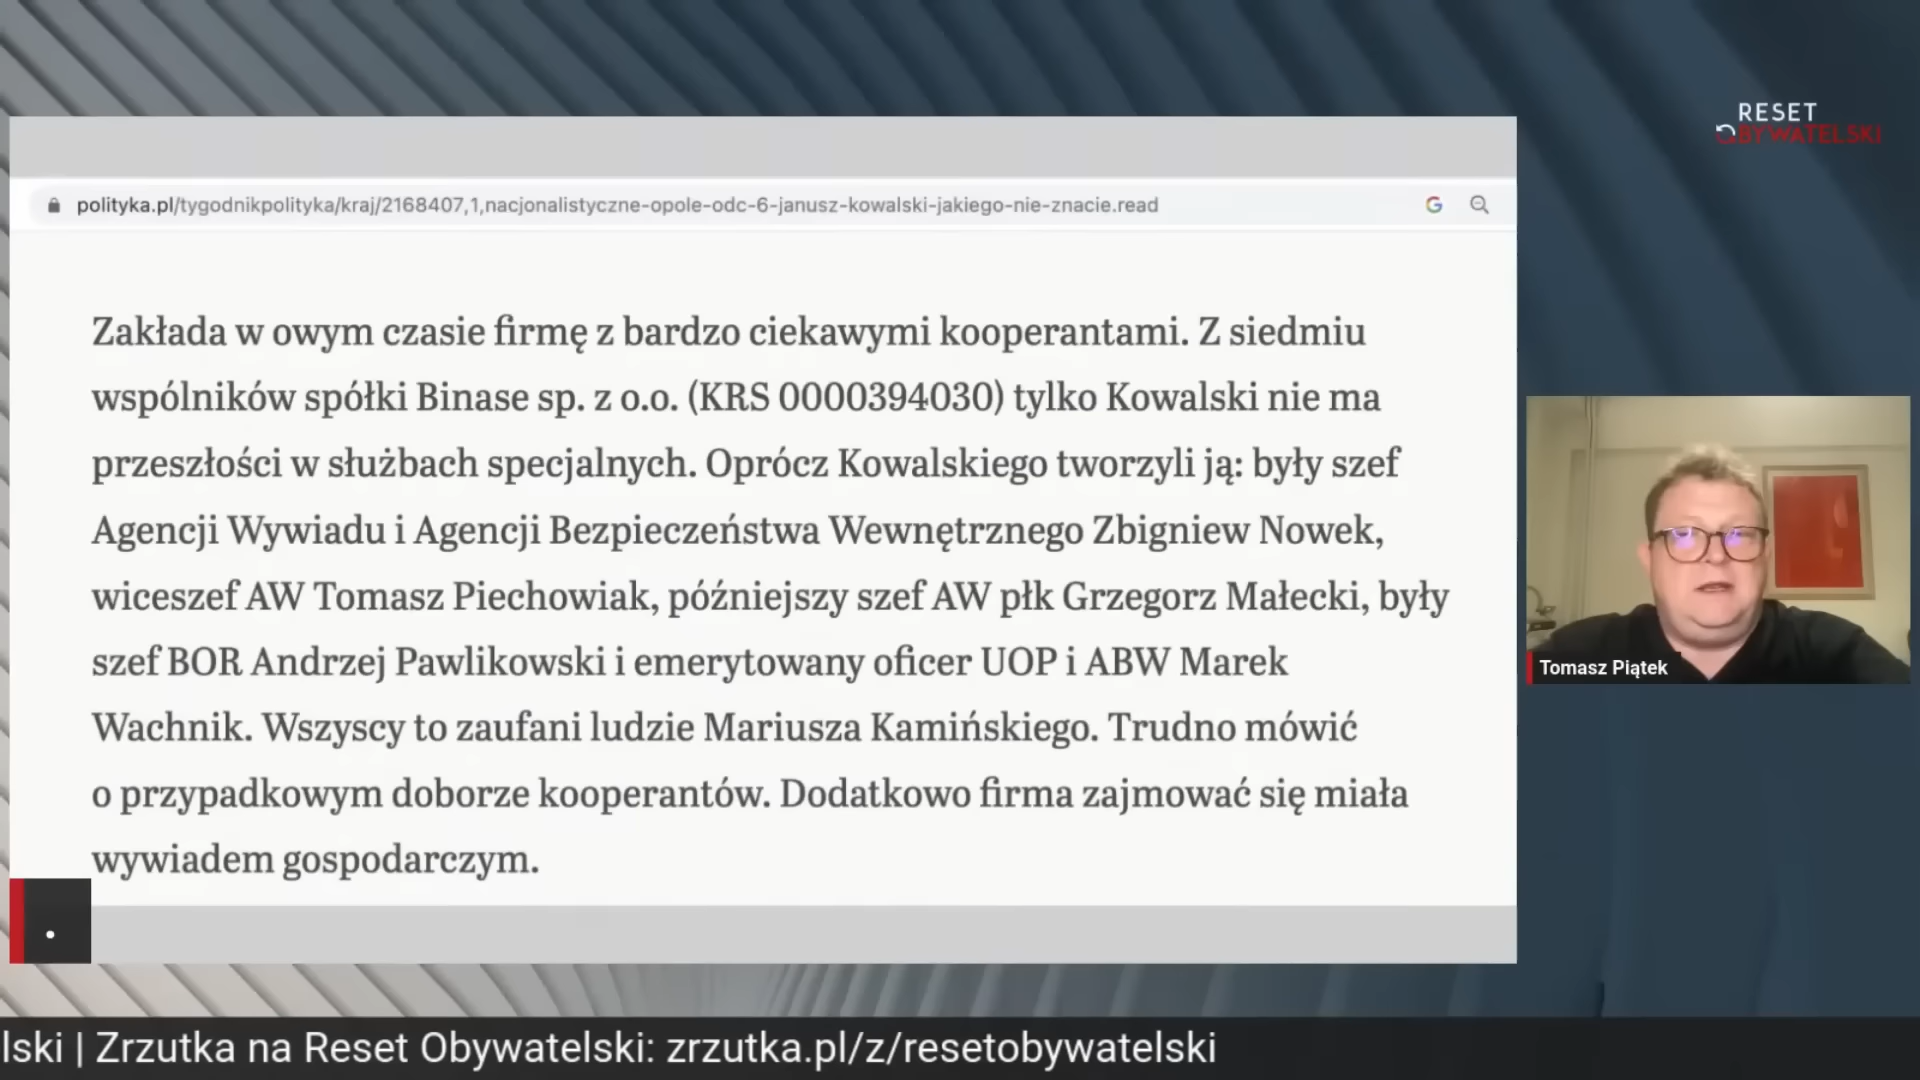 RESET
OBYWATELSKI
polityka.pl/tygodnikpolityka/kraj/2168407,1,nacjonalistyczne-opole-odc-6-janusz-kowalski-jakiego-nie-znacie.read
Zakłada w owym czasie firmę z bardzo ciekawymi kooperantami. Z siedmiu
wspólników spółki Binase sp. z o.o. (KRS 0000394030) tylko Kowalski nie ma
przeszłości w służbach specjalnych. Oprócz Kowalskiego tworzyli ją: były szef
Agencji Wywiadu i Agencji Bezpieczeństwa Wewnętrznego Zbigniew Nowek,
wiceszef AW Tomasz Piechowiak, późniejszy szef AW płk Grzegorz Małecki, były
szef BOR Andrzej Pawlikowski i emerytowany oficer UOP i ABW Marek
Wachnik. Wszyscy to zaufani ludzie Mariusza Kamińskiego. Trudno mówić
o przypadkowym doborze kooperantów. Dodatkowo firma zajmować się miała
wywiadem gospodarczym.
Tomasz Piątek
.
lski | Zrzutka na Reset Obywatelski: zrzutka.pl/z/resetobywatelski